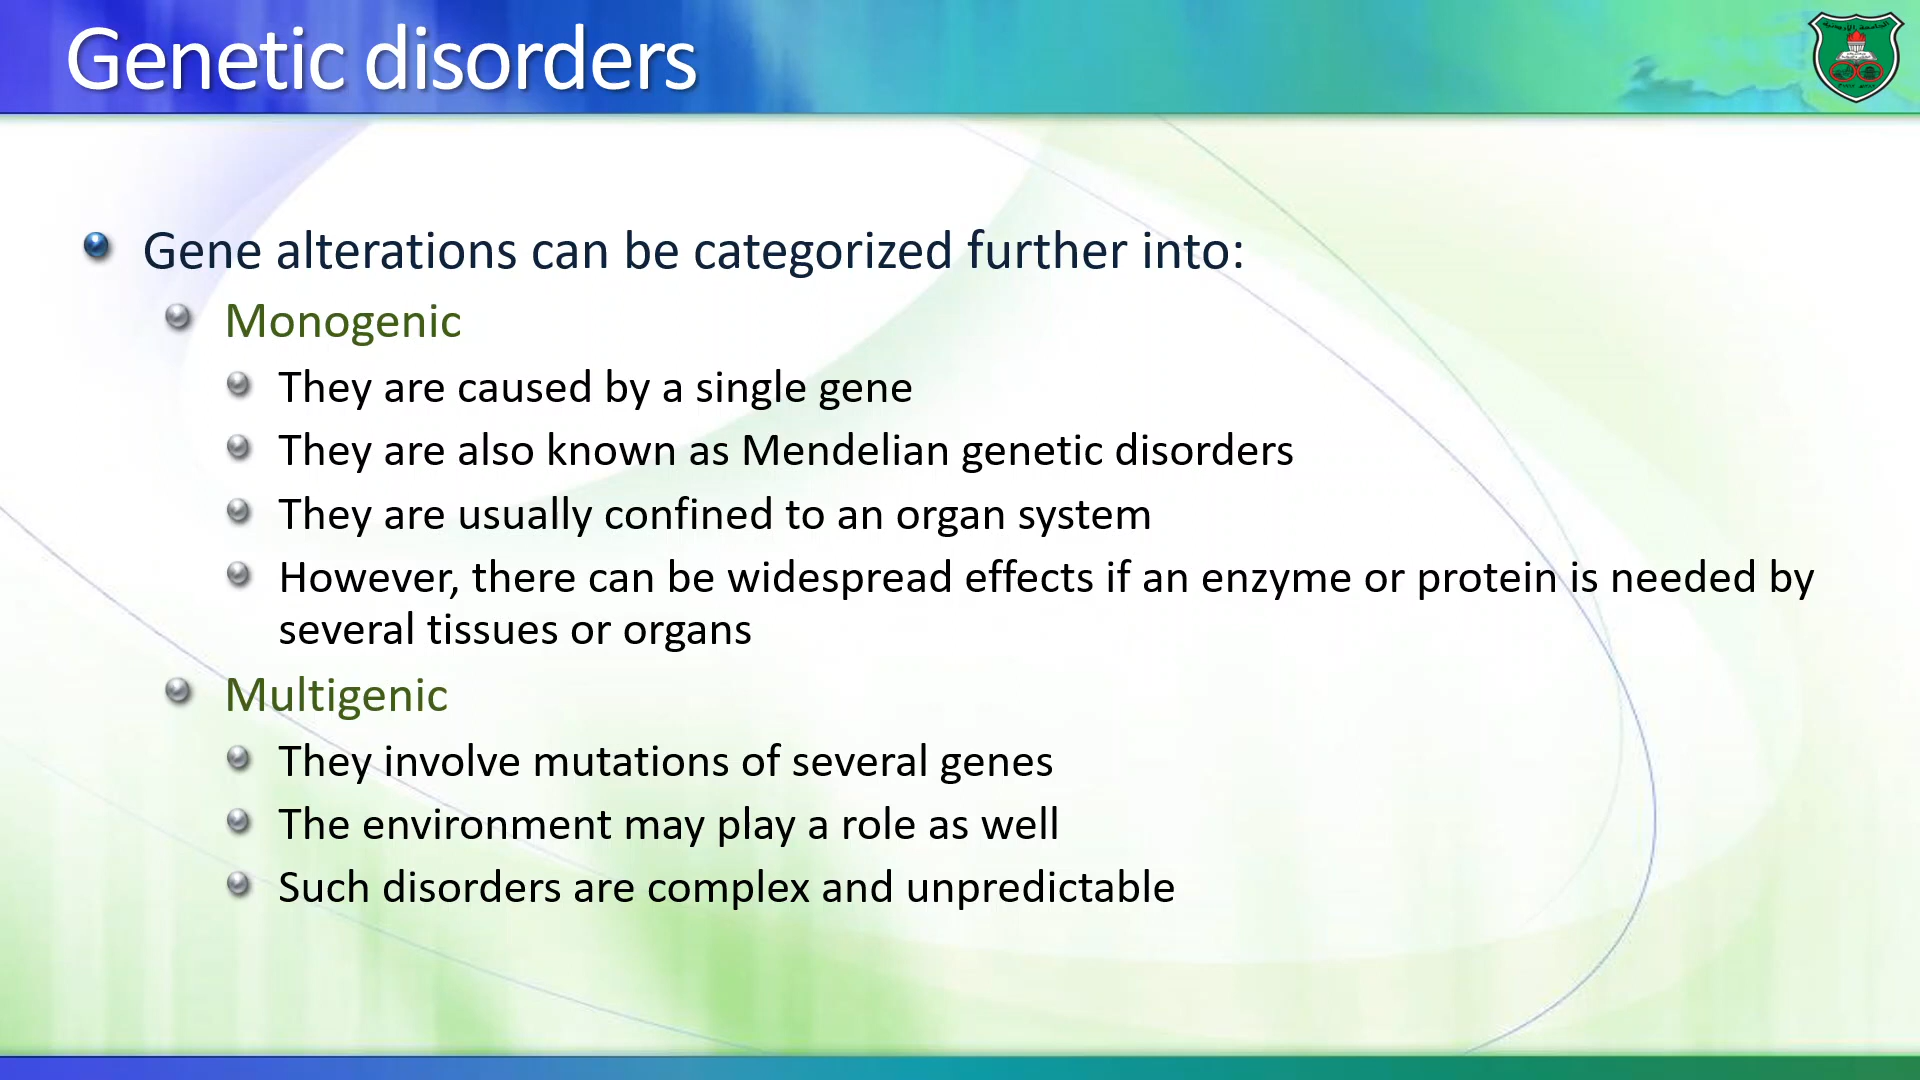 Genetic disorders
Gene alterations can be categorized further into:
Monogenic
They are caused by a single gene
They are also known as Mendelian genetic disorders
They are usually confined to an organ system
However, there can be widespread effects if an enzyme or protein is needed by
several tissues or organs
Multigenic
They involve mutations of several genes
The environment may play a role as well
Such disorders are complex and unpredictable